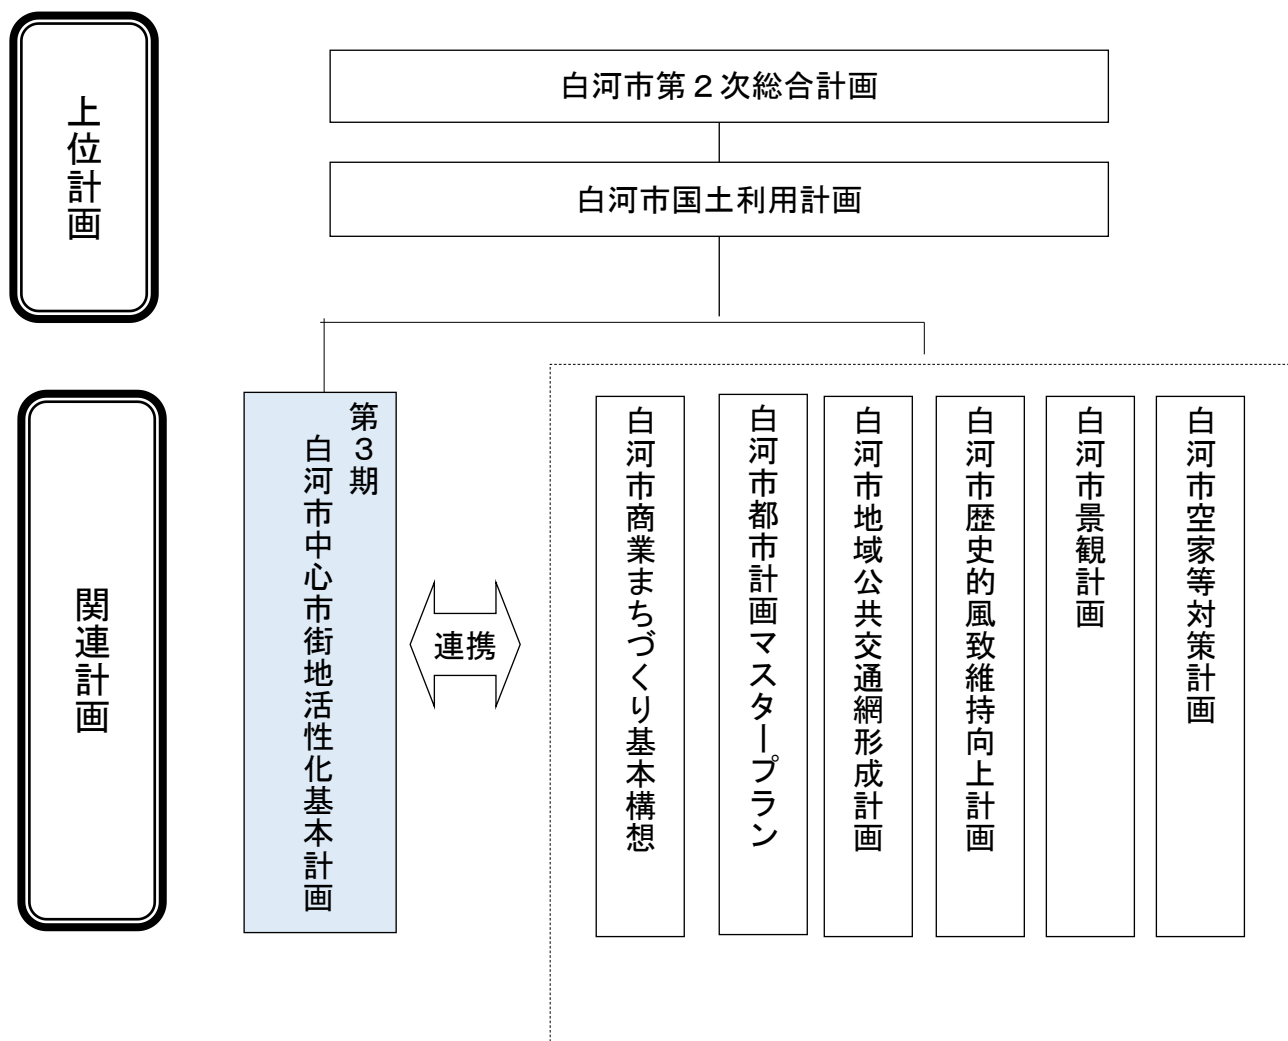 上位計画
白河市第２次総合計画
白河市国土利用計画
関連計画
第３期
白河市中心市街地活性化基本計画
連携
白河市商業まちづくり基本構想
白河市都市計画マスタープラン
白河市地域公共交通網形成計画
白河市歴史的風致維持向上計画
白河市景観計画
白河市空家等対策計画